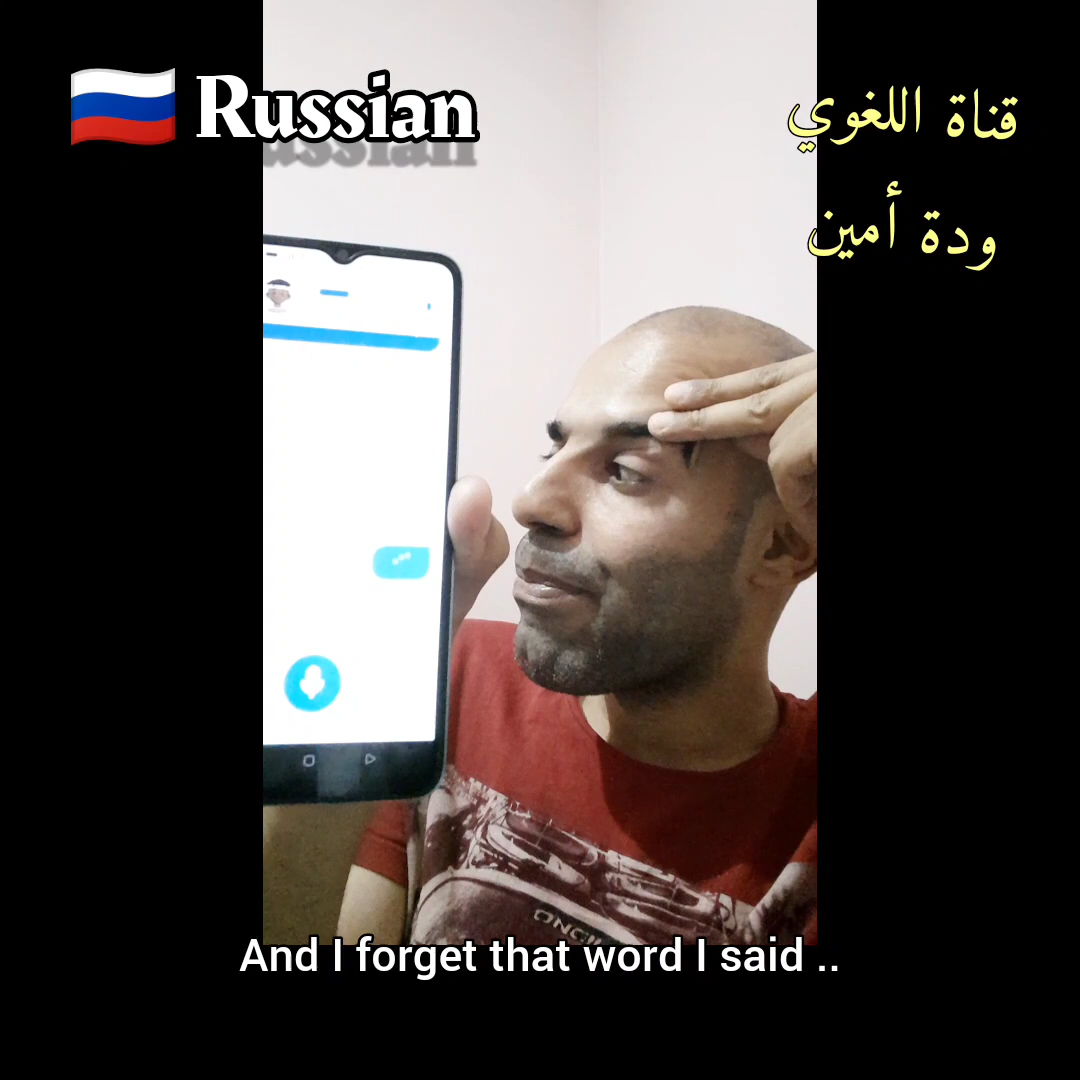 Russian
قناة اللغوي
ودة أمين
And I forget that word I said ..